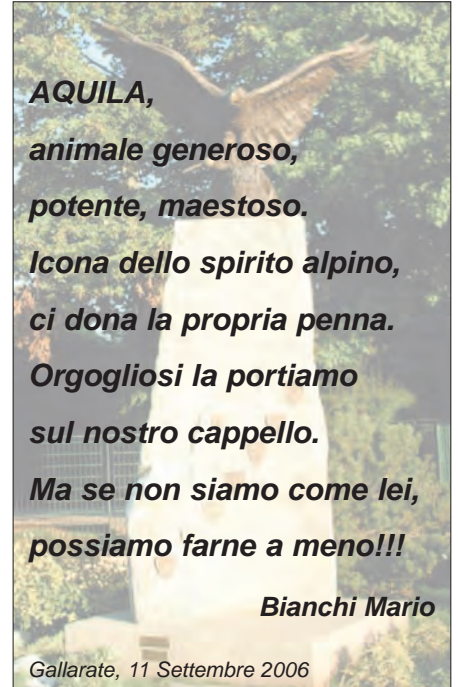 AQUILA,
animale generoso,
potente, maestoso.
Icona dello spirito alpino,
ci dona la propria penna.
Orgogliosi la portiamo
sul nostro cappello.
Ma se non siamo come lei,
possiamo farne a meno!!!
Bianchi Mario
Gallarate, 11 Settembre 2006